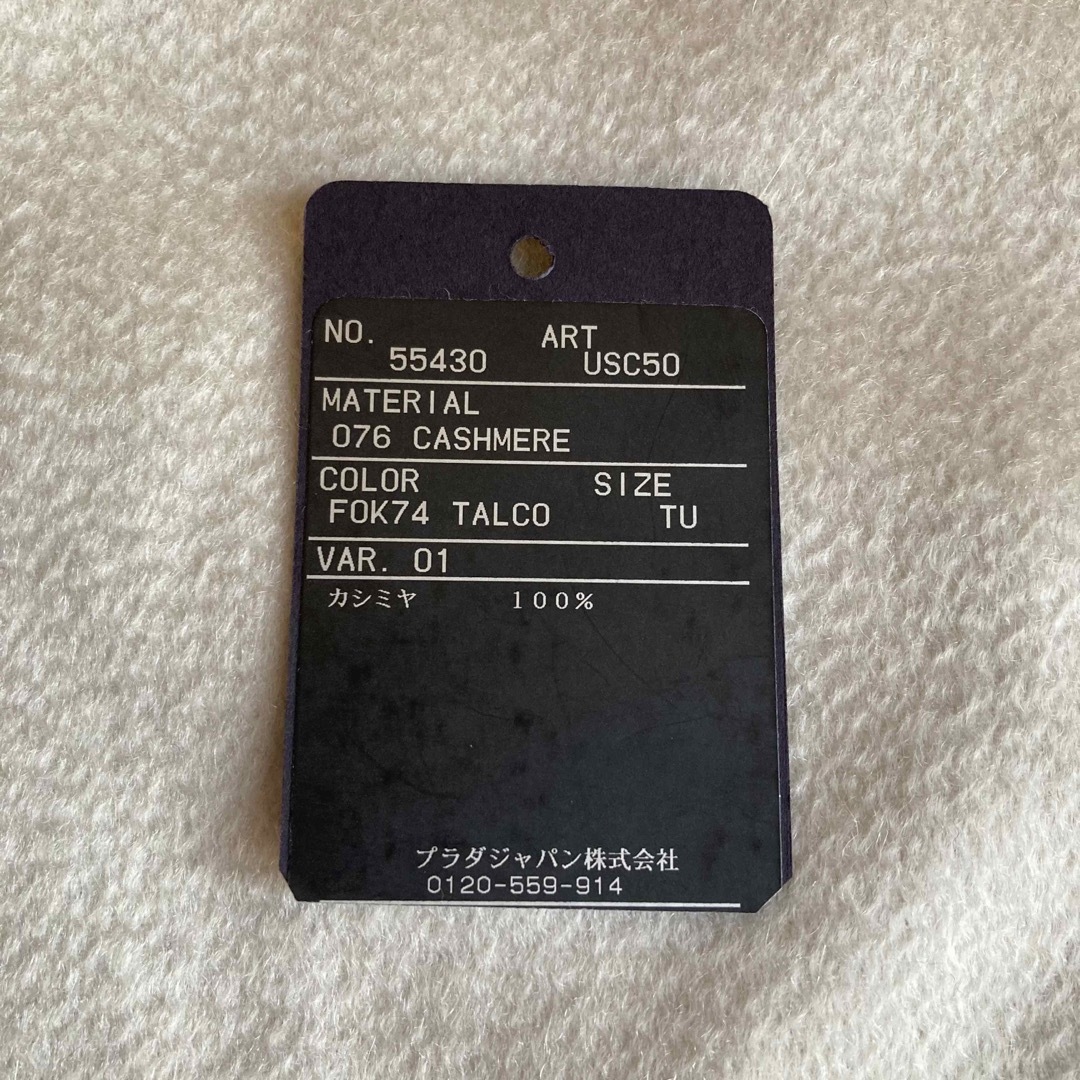 NO. ART
55430 USC50
MATERIAL
076 CASHMERE
COLOR SIZE
F0K74 TALCO TU
VAR. 01
カシミヤ 100%
プラダジャパン株式会社
0120-559-914